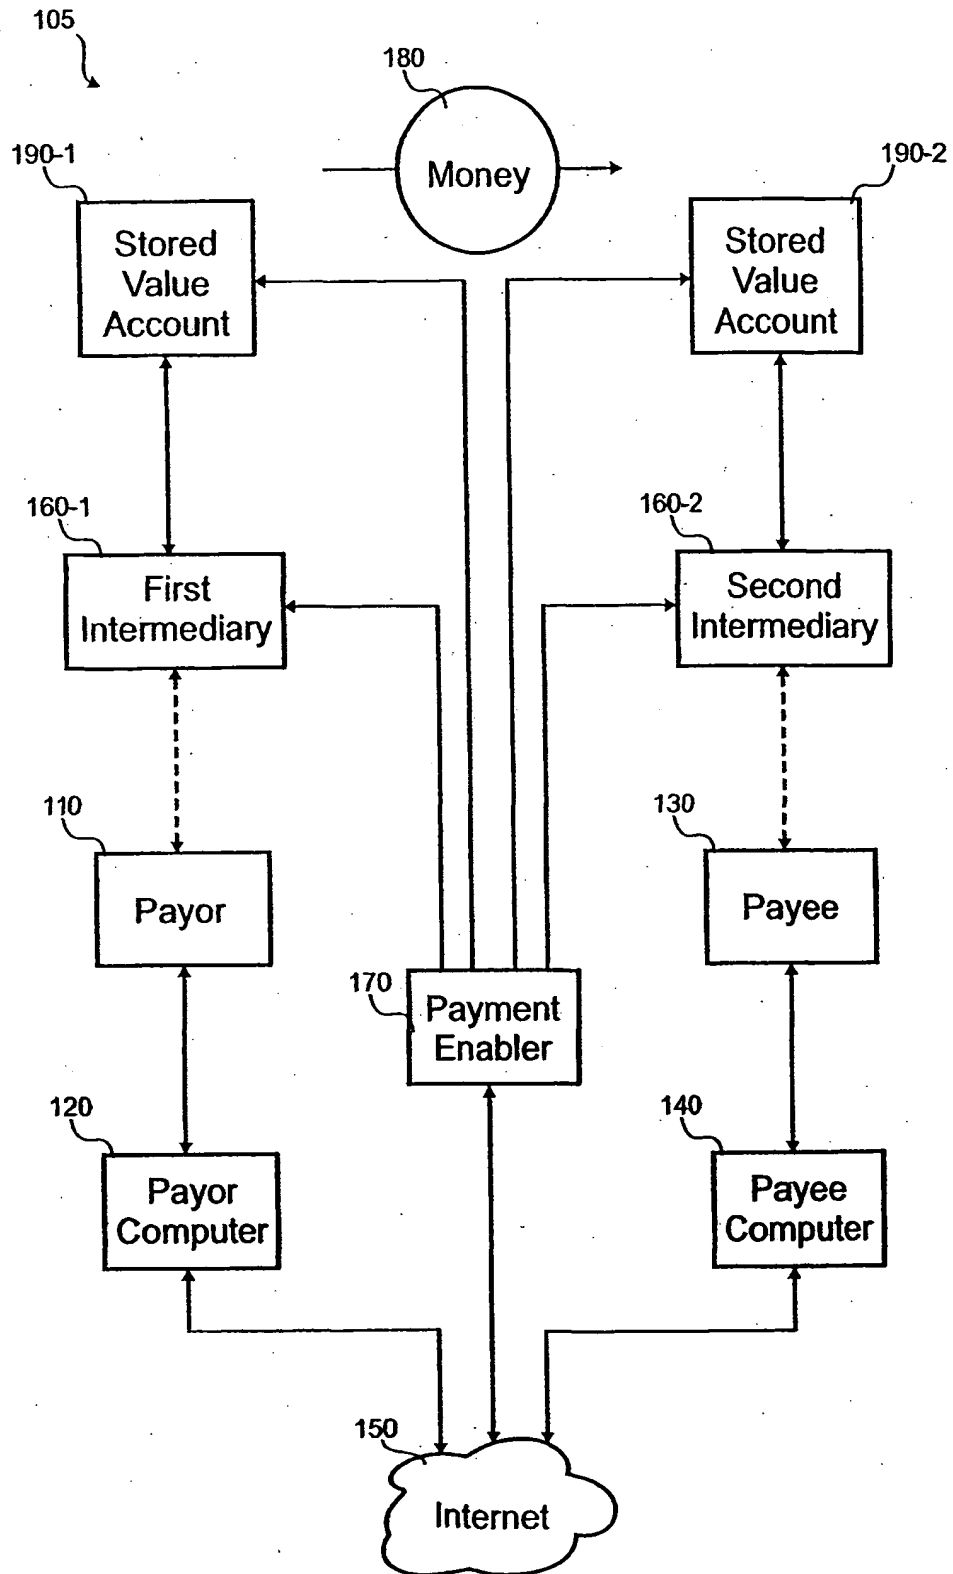 105
180
190-1
190-2
Money
Stored
Value
Account
Stored
Value
Account
160-1
160-2
First
Intermediary
Second
Intermediary
110
130
Payor
Payee
170
Payment
Enabler
120
140
Payor
Computer
Payee
Computer
150
Internet